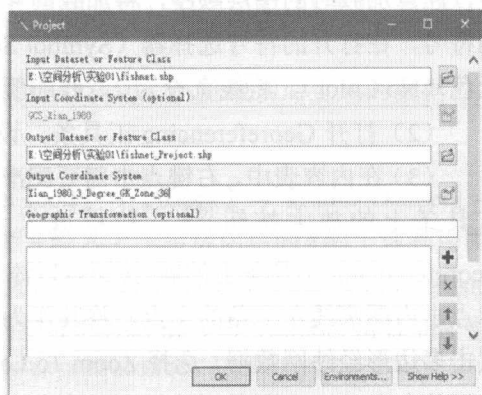 Project
Input Dataset or Feature Class
E:\空间分析\实验01\fishnet.shp
Input Coordinate System (optional)
GCS_Xian_1980
Output Dataset or Feature Class
E:\空间分析\实验01\fishnet_Project.shp
Output Coordinate System
Xian_1980_3_Degree_GK_Zone_36
Geographic Transformation (optional)
OK
Cancel
Environments...
Show Help >>